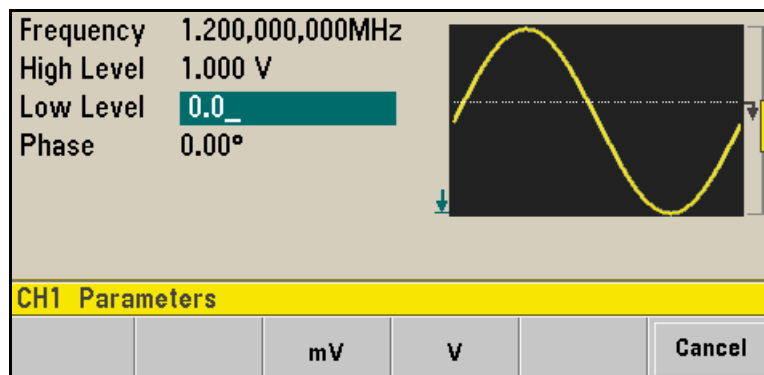 Frequency 1.200,000,000MHz
High Level 1.000 V
Low Level 0.0_
Phase 0.00°
CH1 Parameters
mV V Cancel